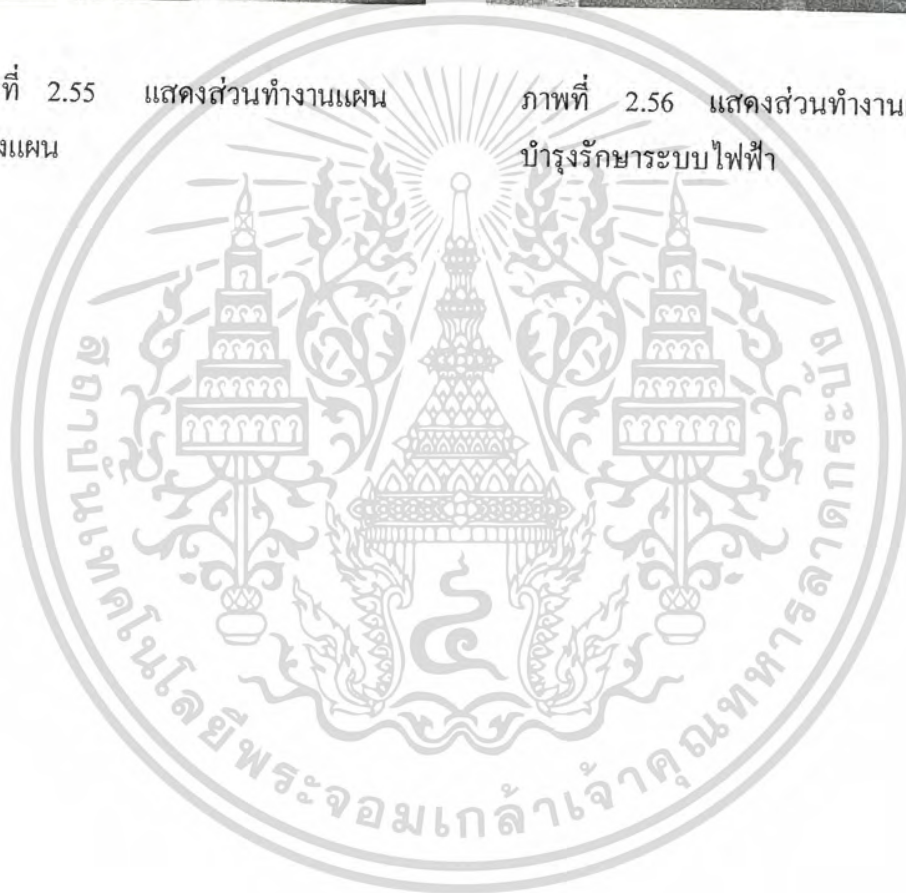 ที่ 2.55 แสดงส่วนทำงานแผน
แผน
ภาพที่ 2.56 แสดงส่วนทำงาน
บำรุงรักษาระบบไฟฟ้า
สถาบันเทคโนโลยีพระจอมเกล้าเจ้าคุณทหารลาดกระบัง
๔